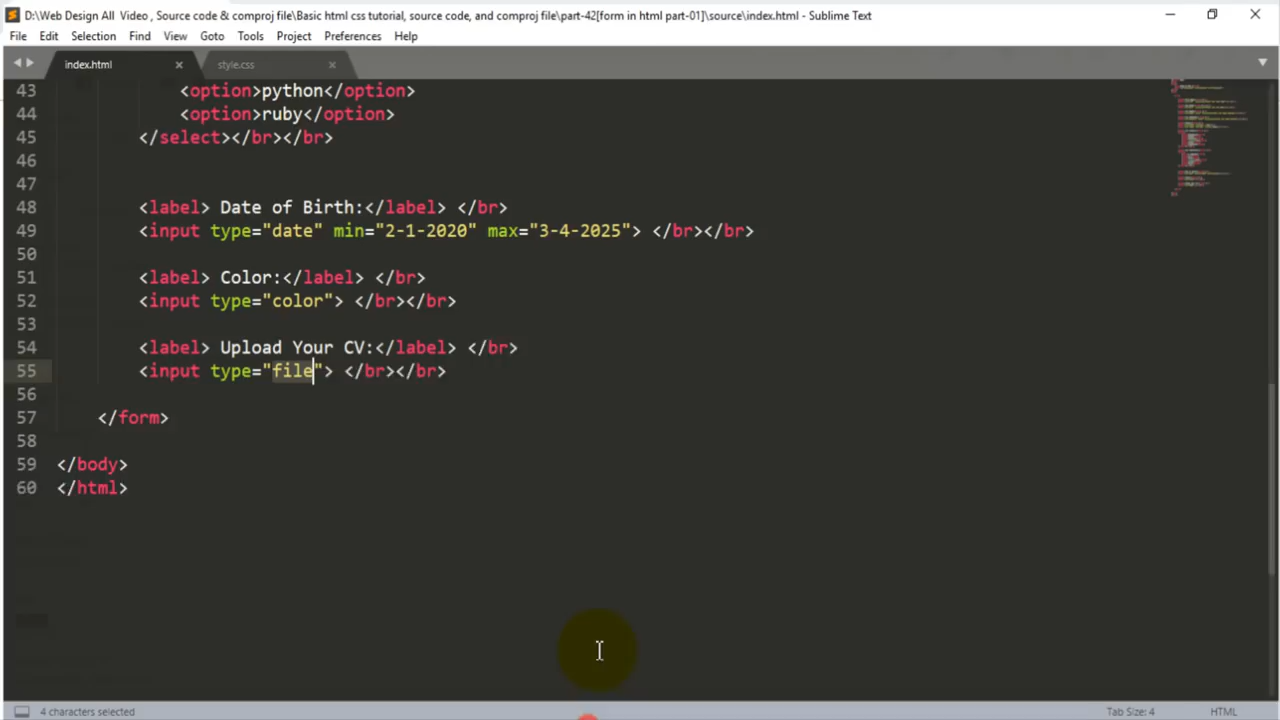 D:\Web Design All Video , Source code & comproj file\Basic html css tutorial, source code, and comproj file\part-42[form in html part-01]\source\index.html - Sublime Text
File Edit Selection Find View Goto Tools Project Preferences Help
index.html style.css
43 <option>python</option>
44 <option>ruby</option>
45 </select></br></br>
46
47
48 <label> Date of Birth:</label> </br>
49 <input type="date" min="2-1-2020" max="3-4-2025"> </br></br>
50
51 <label> Color:</label> </br>
52 <input type="color"> </br></br>
53
54 <label> Upload Your CV:</label> </br>
55 <input type="file"> </br></br>
56
57 </form>
58
59 </body>
60 </html>
4 characters selected Tab Size: 4 HTML